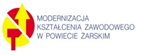 MODERNIZACJA
KSZTAŁCENIA ZAWODOWEGO
W POWIECIE ŻARSKIM